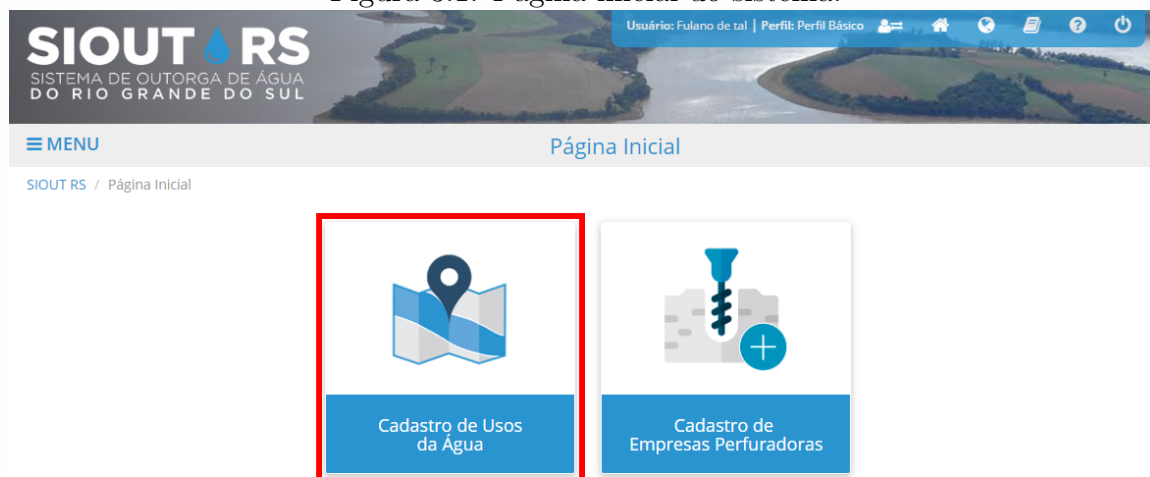 Figura 3.1: Página inicial do sistema.
Usuário: Fulano de tal | Perfil: Perfil Básico
SIOUT RS
SISTEMA DE OUTORGA DE ÁGUA
DO RIO GRANDE DO SUL
MENU
Página Inicial
SIOUT RS / Página Inicial
Cadastro de Usos
da Água
Cadastro de
Empresas Perfuradoras